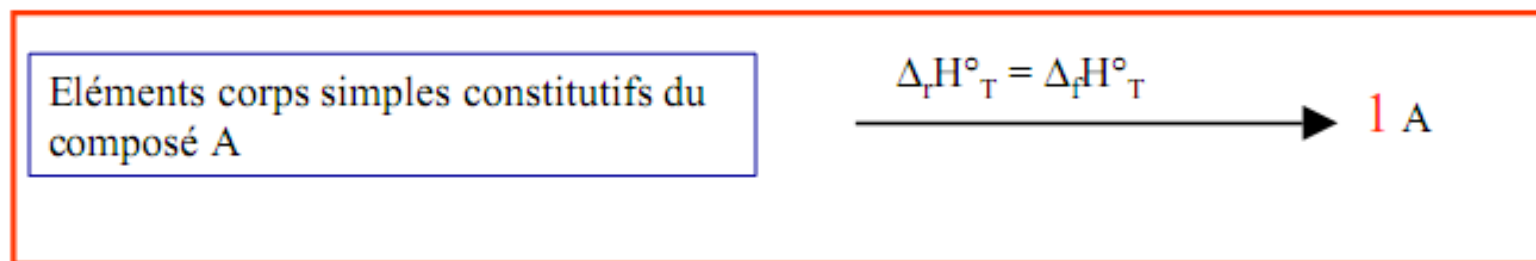 Eléments corps simples constitutifs du
composé A
ΔrH°T = ΔfH°T
1 A